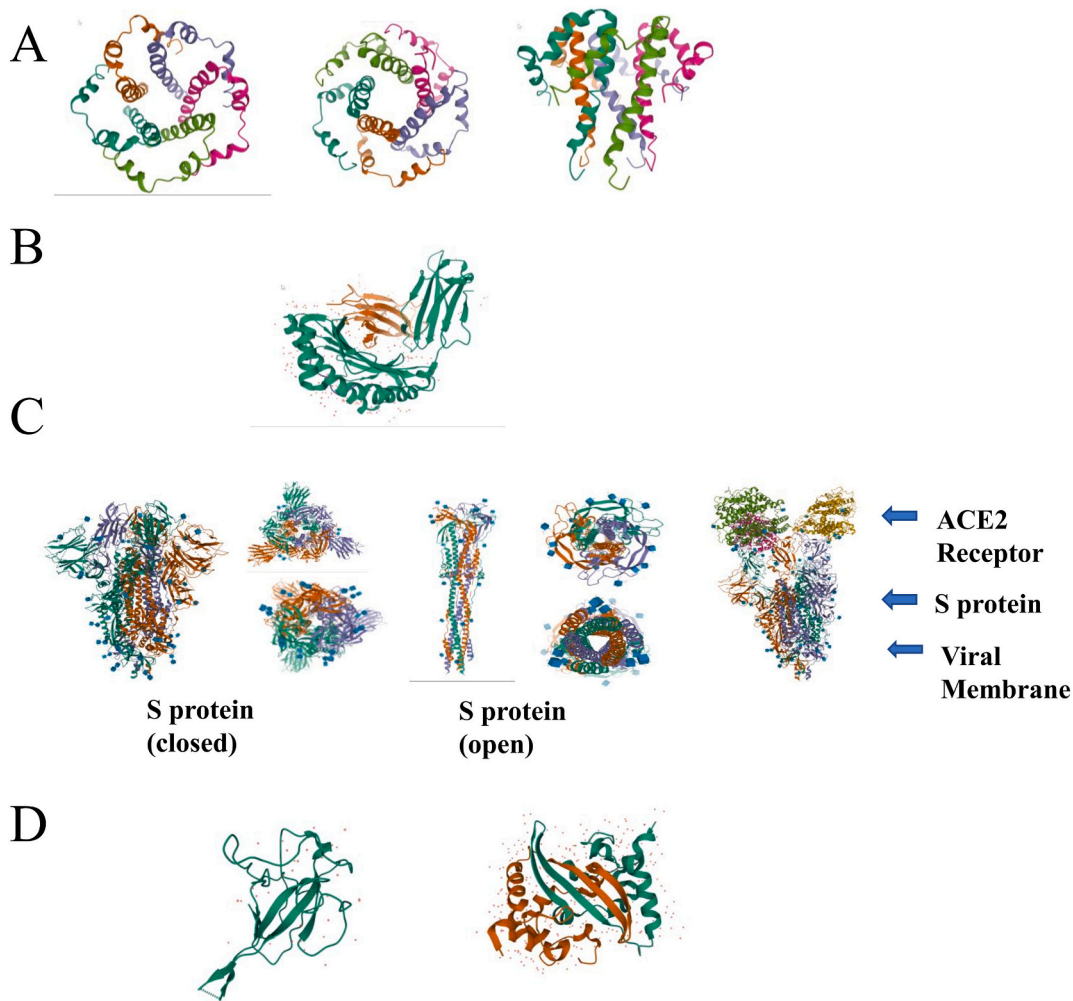 A
B
C
ACE2
Receptor
S protein
Viral
Membrane
S protein
(closed)
S protein
(open)
D